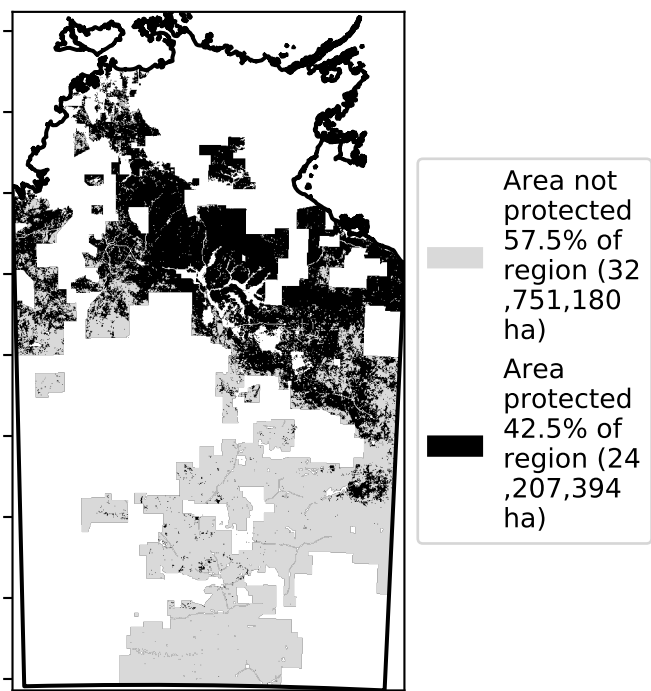 Area not
protected
57.5% of
region (32
,751,180
ha)
Area
protected
42.5% of
region (24
,207,394
ha)